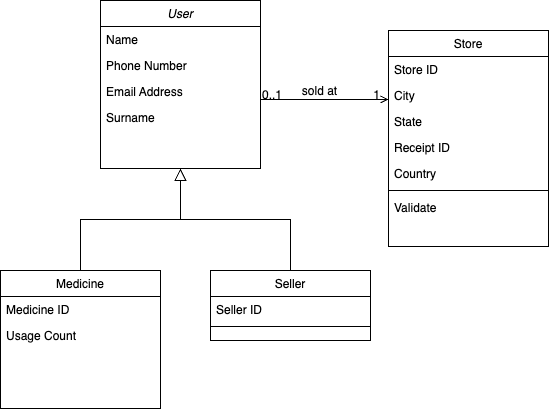 User
Name
Phone Number
Email Address
Surname
0..1
sold at
1
Store
Store ID
City
State
Receipt ID
Country
Validate
Medicine
Medicine ID
Usage Count
Seller
Seller ID